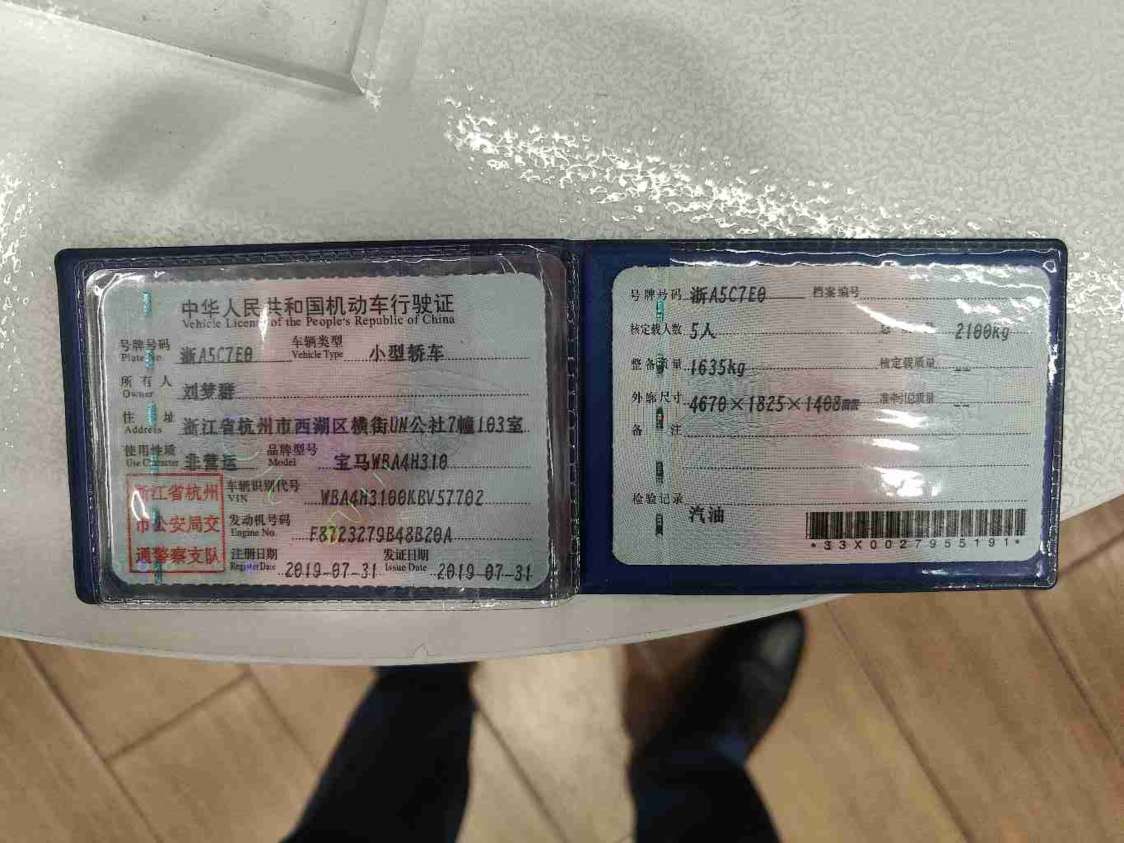 中华人民共和国机动车行驶证
Vehicle License of the People's Republic of China
号牌号码 浙A5C7E0 车辆类型 小型轿车
Plate No. Vehicle Type
所有人 刘梦
Owner
住址 浙江省杭州市西湖区横街UN公社7幢103室
Address
使用性质 非营运 品牌型号 宝马WBA4H310
Use Character Model
车辆识别代号 WBA4H3100KBV57702
VIN
发动机号码 F8723279B48B20A
Engine No.
注册日期 2019-07-31 发证日期 2019-07-31
Register Date Issue Date
浙江省杭州
市公安局交
通警察支队
号牌号码 浙A5C7E0 档案编号
核定载人数 5人 2100kg
整备质量 1635kg 核定载质量 --
外廓尺寸 4670×1825×1408mm 准牵引总质量 --
备注
检验记录
汽油
*33X0027955191*